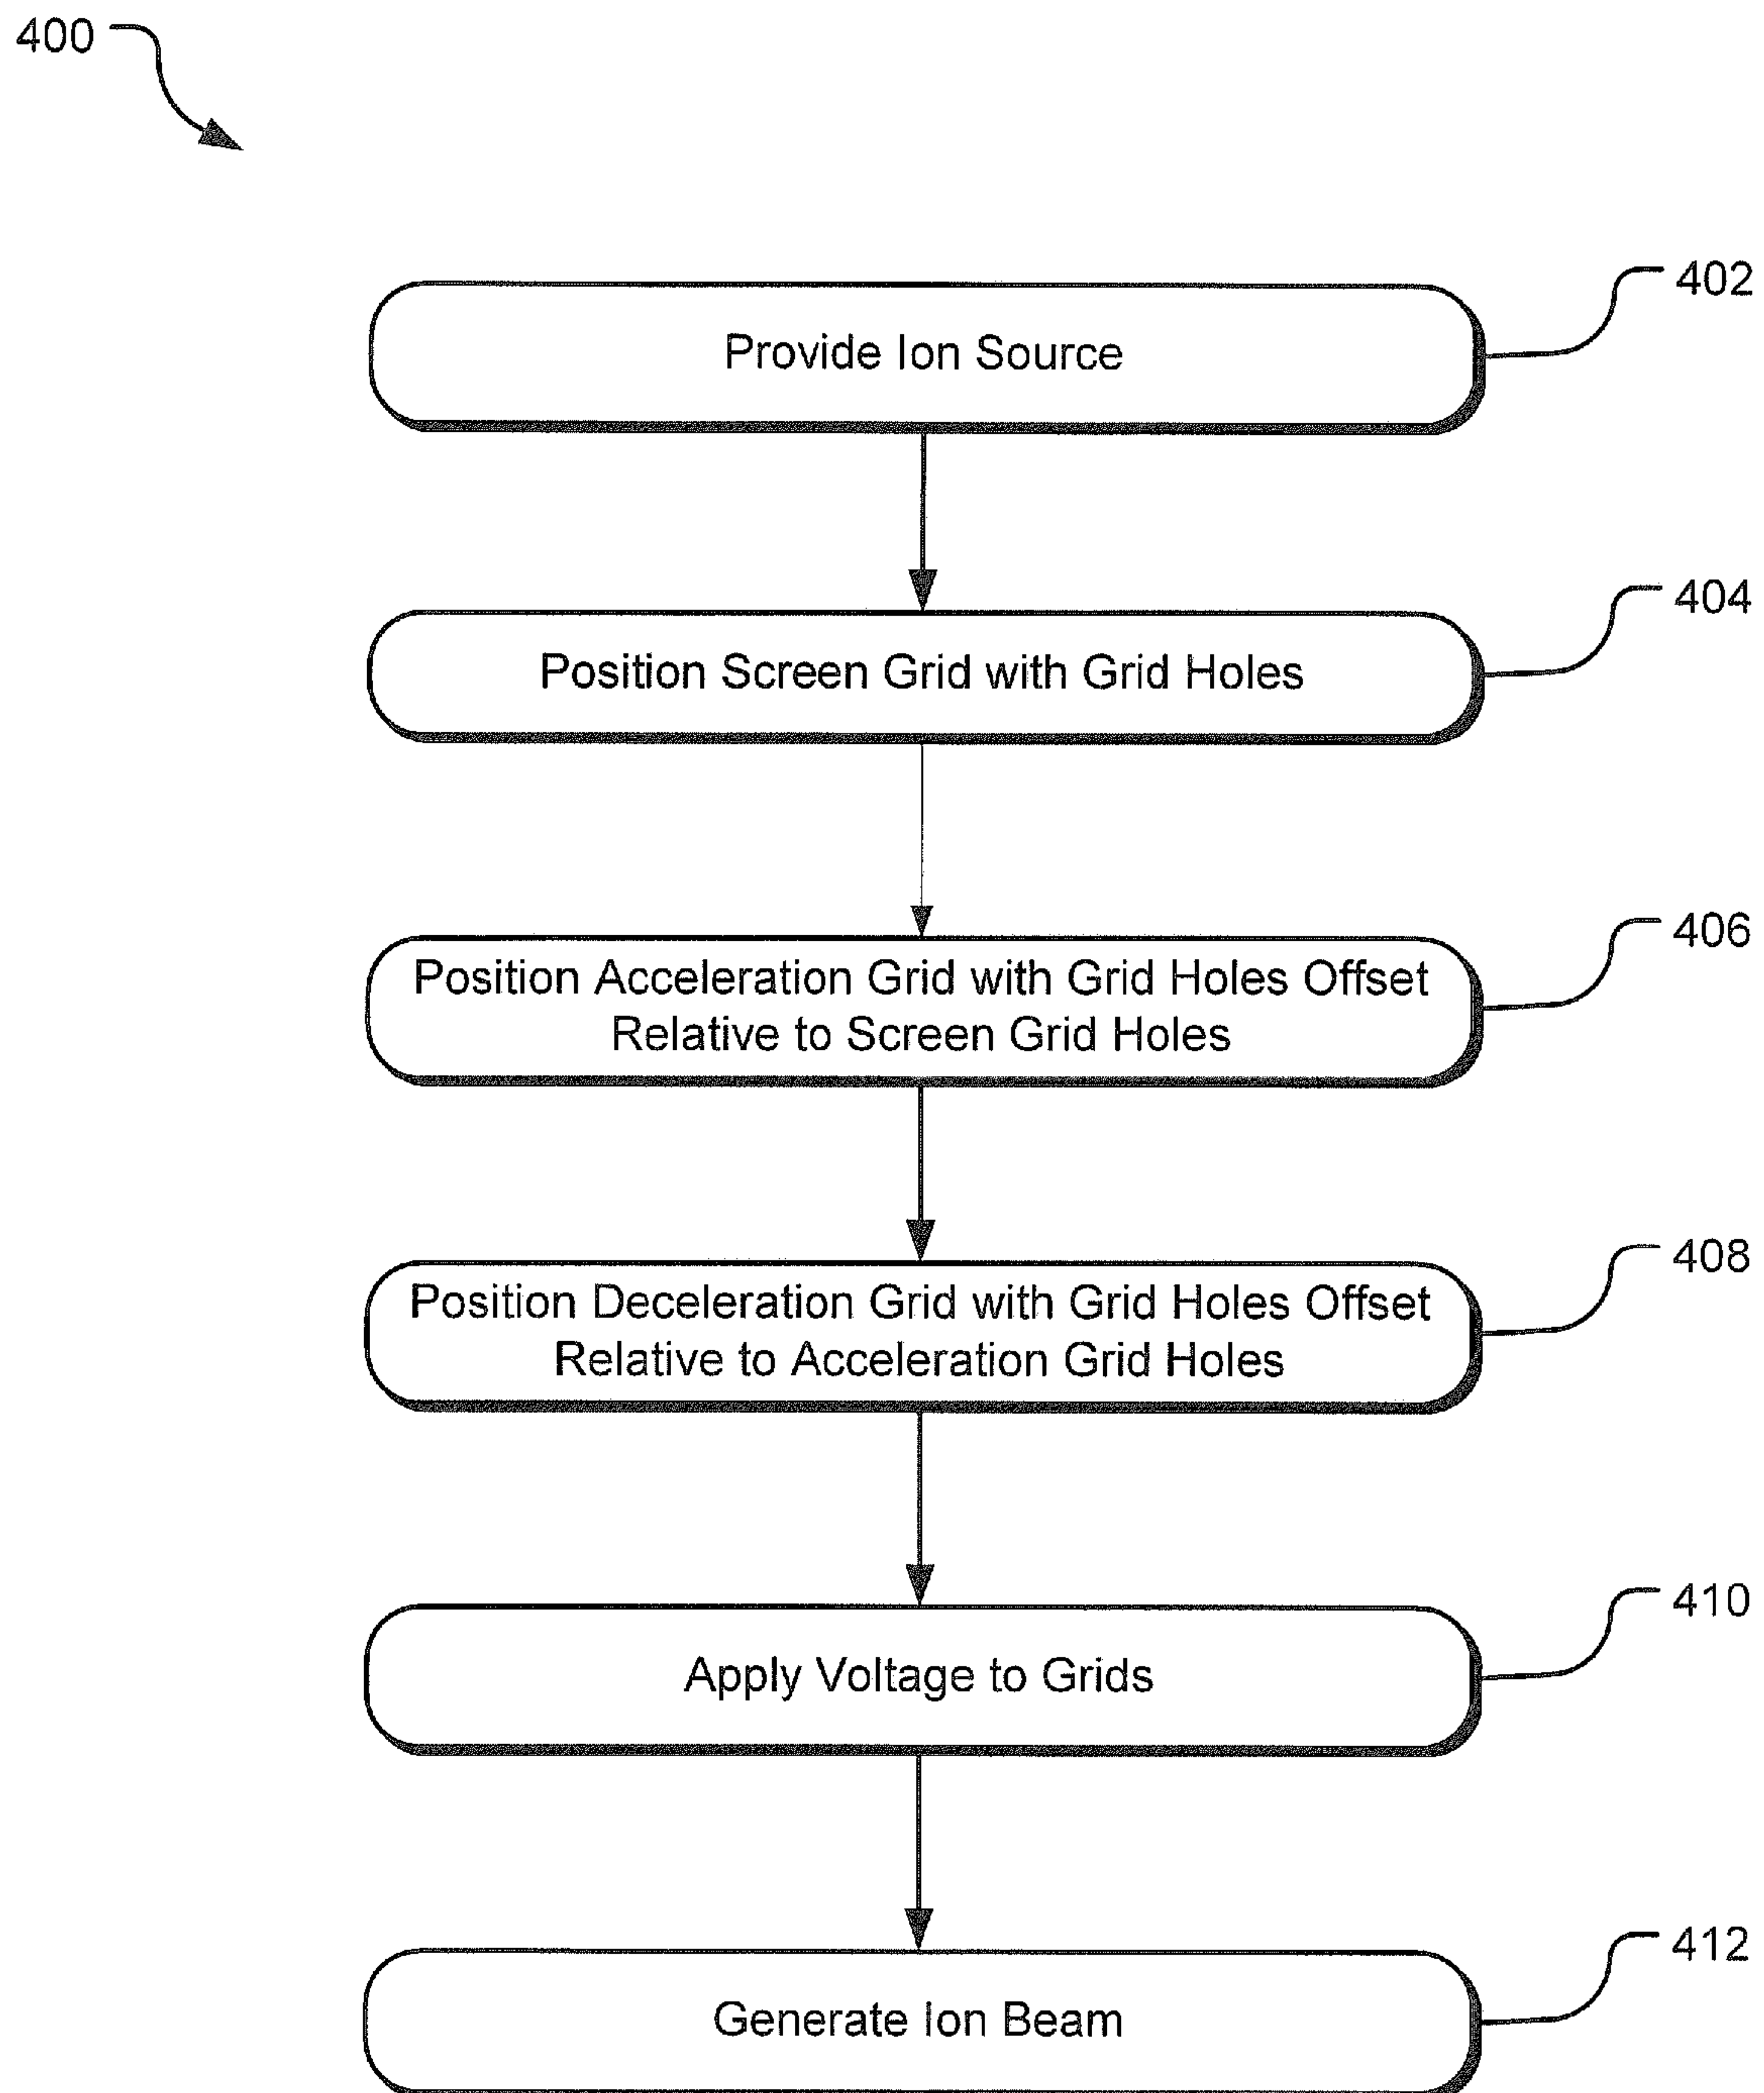 400
402
Provide Ion Source
404
Position Screen Grid with Grid Holes
406
Position Acceleration Grid with Grid Holes Offset
Relative to Screen Grid Holes
408
Position Deceleration Grid with Grid Holes Offset
Relative to Acceleration Grid Holes
410
Apply Voltage to Grids
412
Generate Ion Beam